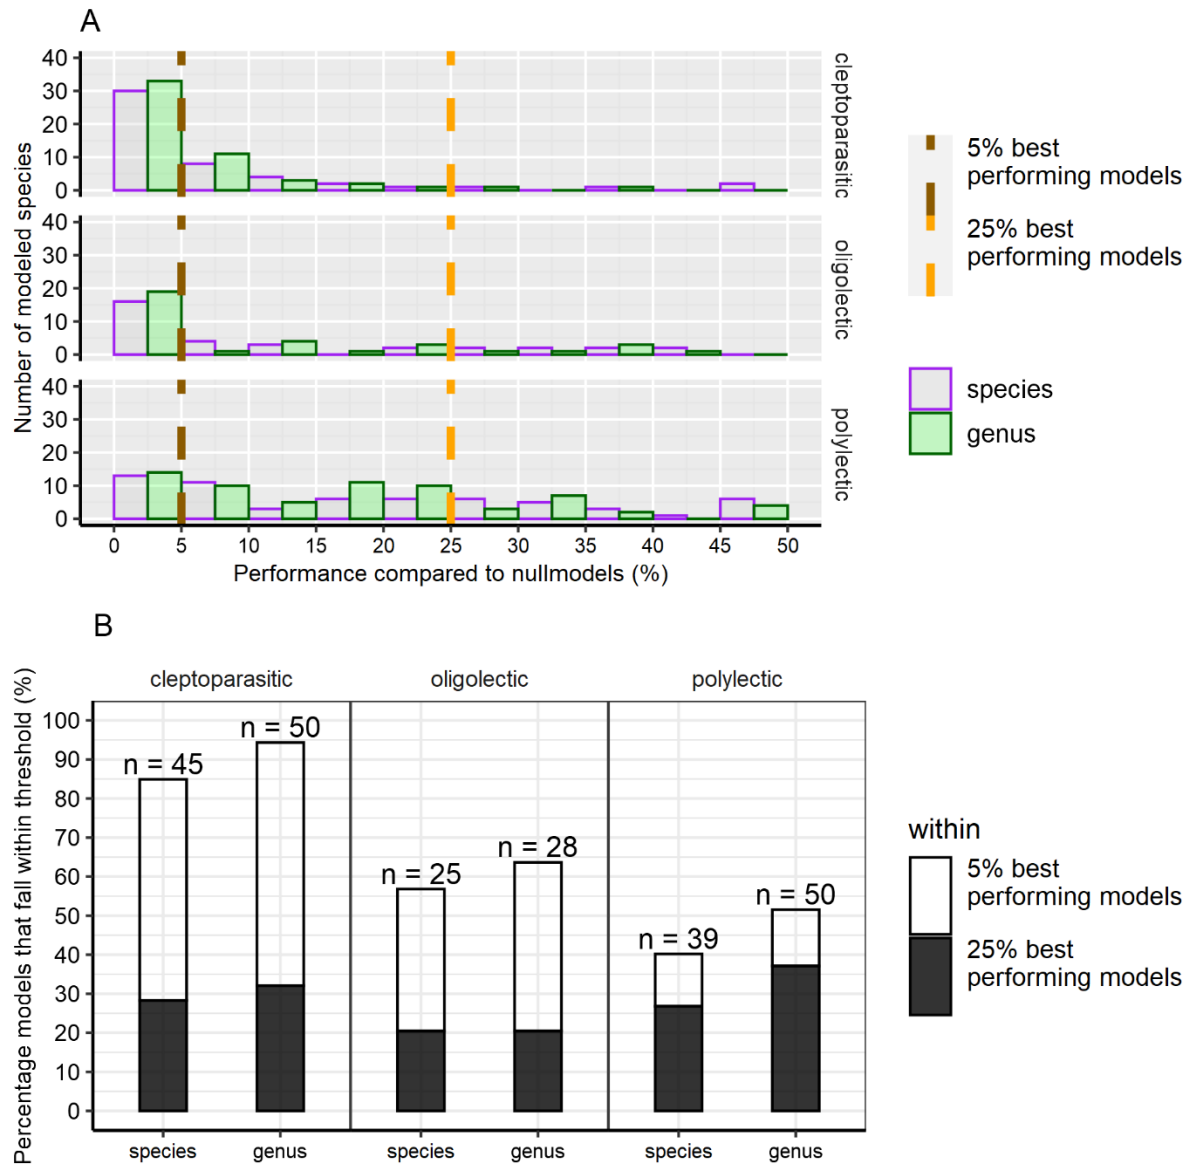 A
Number of modeled species
40
30
20
10
0
cleptoparasitic
40
30
20
10
0
oligolectic
40
30
20
10
0
polylectic
0 5 10 15 20 25 30 35 40 45 50
Performance compared to nullmodels (%)
5% best
performing models
25% best
performing models
species
genus
B
Percentage models that fall within threshold (%)
cleptoparasitic oligolectic polylectic
100
90
80
70
60
50
40
30
20
10
0
n = 45
n = 50
n = 25
n = 28
n = 39
n = 50
species genus species genus species genus
within
5% best
performing models
25% best
performing models